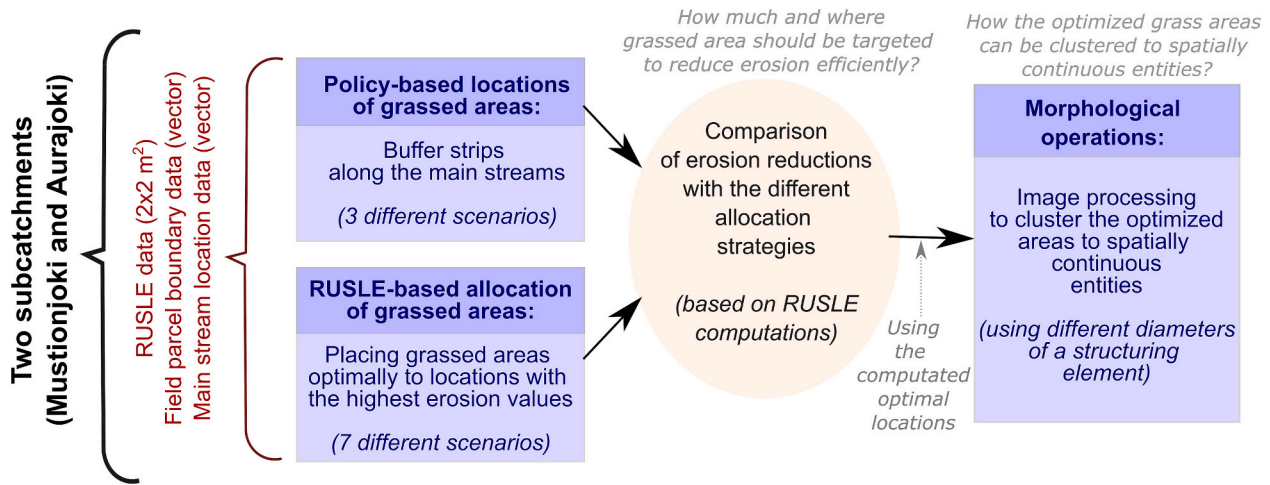 Two subcatchments
(Mustionjoki and Aurajoki)
RUSLE data (2x2 m²)
Field parcel boundary data (vector)
Main stream location data (vector)
Policy-based locations
of grassed areas:
Buffer strips
along the main streams
(3 different scenarios)
RUSLE-based allocation
of grassed areas:
Placing grassed areas
optimally to locations with
the highest erosion values
(7 different scenarios)
How much and where
grassed area should be targeted
to reduce erosion efficiently?
Comparison
of erosion reductions
with the different
allocation
strategies
(based on RUSLE
computations)
Using
the
computated
optimal
locations
How the optimized grass areas
can be clustered to spatially
continuous entities?
Morphological
operations:
Image processing
to cluster the optimized
areas to spatially
continuous
entities
(using different diameters
of a structuring
element)